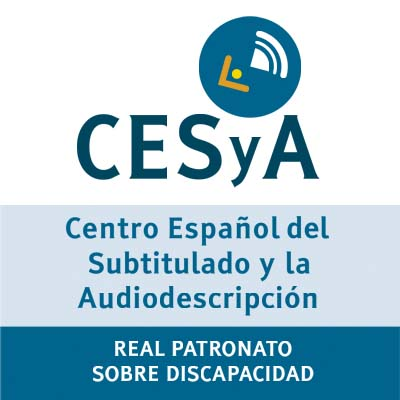 CESyA
Centro Español del
Subtitulado y la
Audiodescripción
REAL PATRONATO
SOBRE DISCAPACIDAD